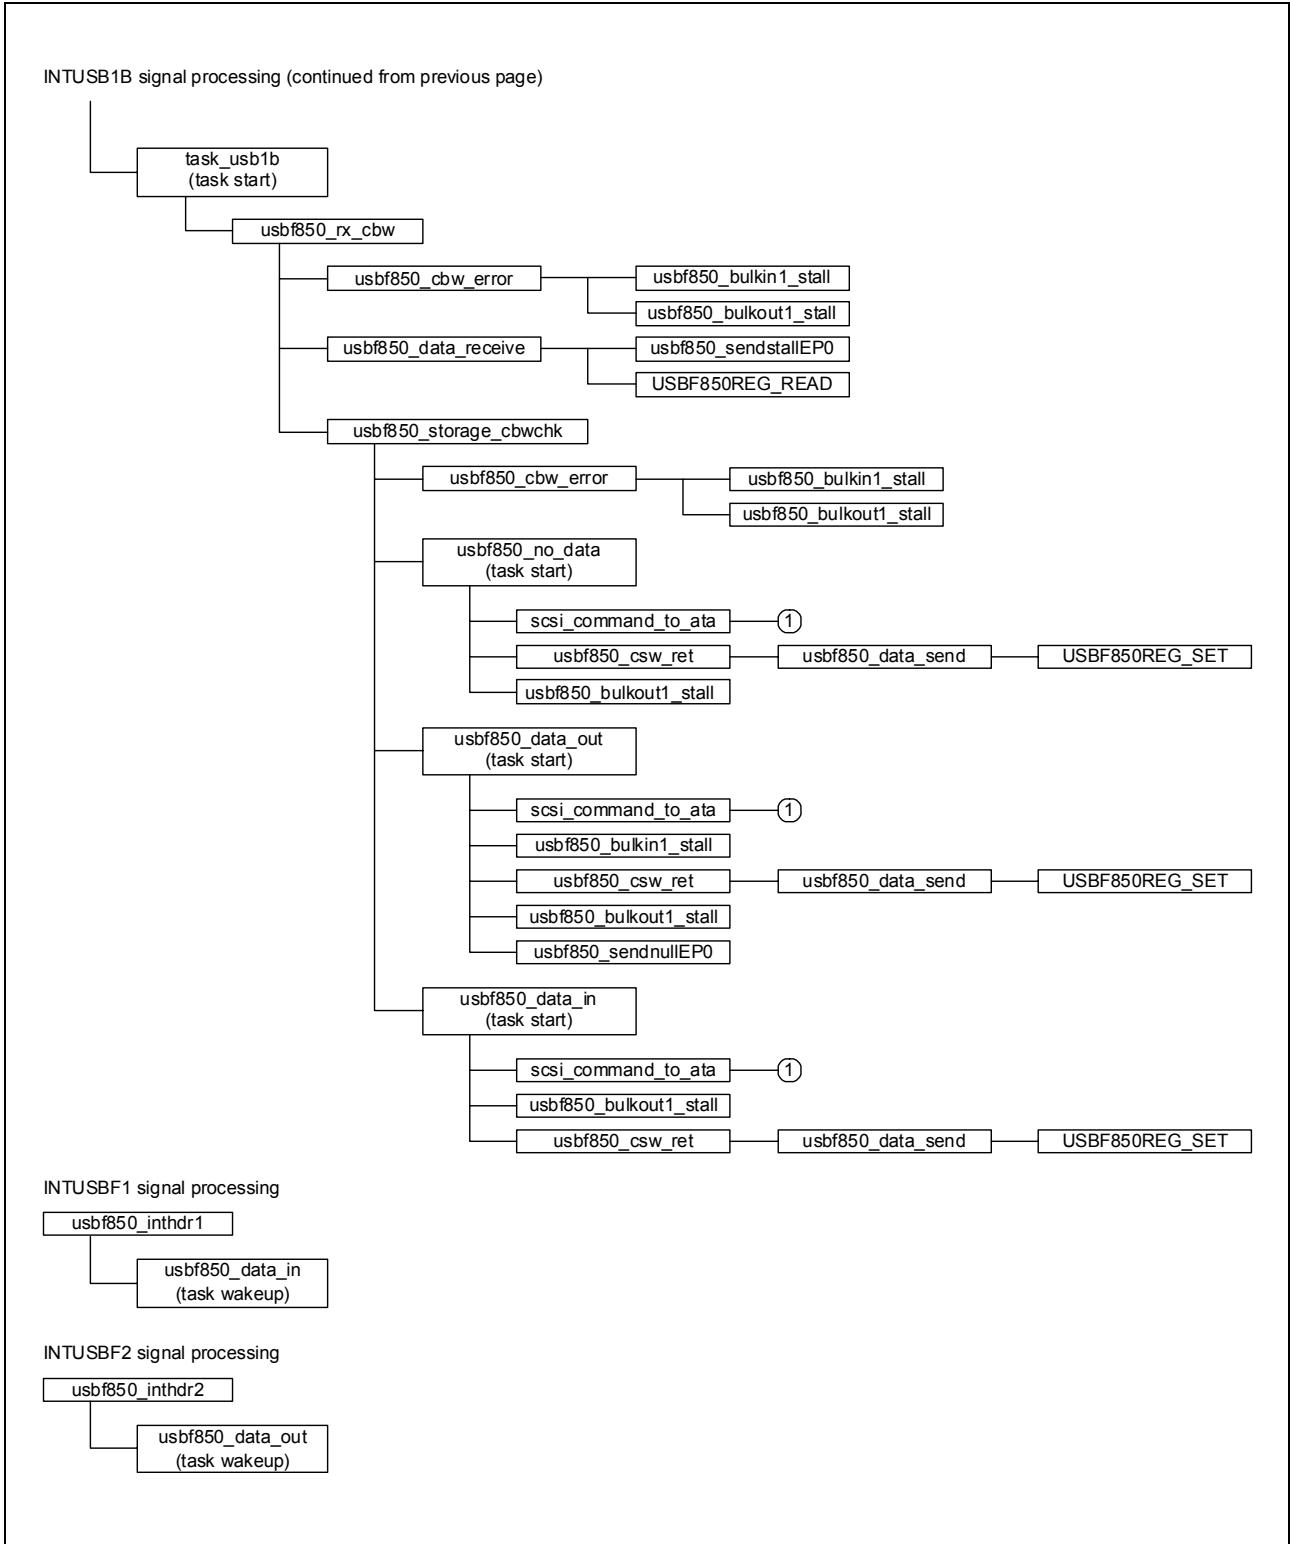 INTUSB1B signal processing (continued from previous page)
task_usb1b
(task start)
usbf850_rx_cbw
usbf850_cbw_error
usbf850_bulkin1_stall
usbf850_bulkout1_stall
usbf850_data_receive
usbf850_sendstallEP0
USBF850REG_READ
usbf850_storage_cbwchk
usbf850_cbw_error
usbf850_bulkin1_stall
usbf850_bulkout1_stall
usbf850_no_data
(task start)
scsi_command_to_ata
1
usbf850_csw_ret
usbf850_data_send
USBF850REG_SET
usbf850_bulkout1_stall
usbf850_data_out
(task start)
scsi_command_to_ata
1
usbf850_bulkin1_stall
usbf850_csw_ret
usbf850_data_send
USBF850REG_SET
usbf850_bulkout1_stall
usbf850_sendnullEP0
usbf850_data_in
(task start)
scsi_command_to_ata
1
usbf850_bulkout1_stall
usbf850_csw_ret
usbf850_data_send
USBF850REG_SET
INTUSBF1 signal processing
usbf850_inthdr1
usbf850_data_in
(task wakeup)
INTUSBF2 signal processing
usbf850_inthdr2
usbf850_data_out
(task wakeup)